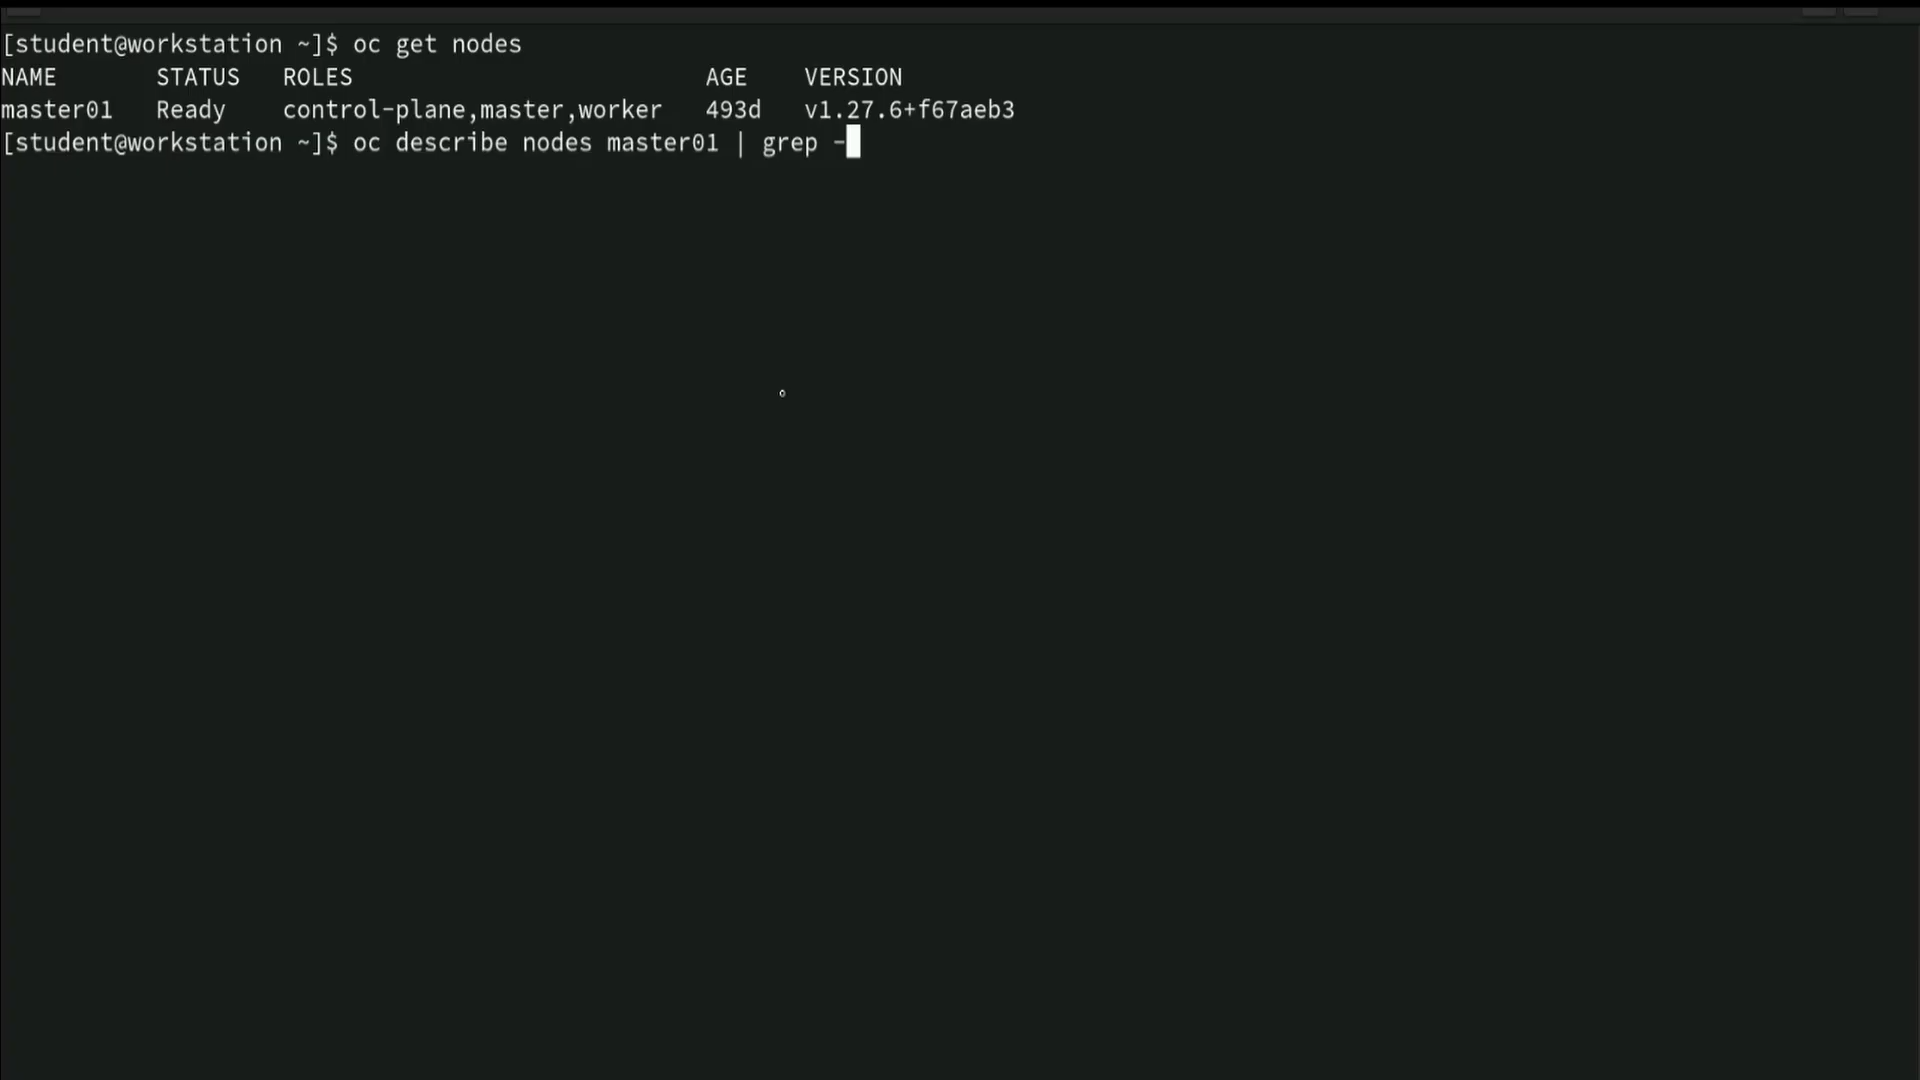 [student@workstation ~]$ oc get nodes
NAME       STATUS   ROLES                         AGE    VERSION
master01   Ready    control-plane,master,worker   493d   v1.27.6+f67aeb3
[student@workstation ~]$ oc describe nodes master01 | grep -